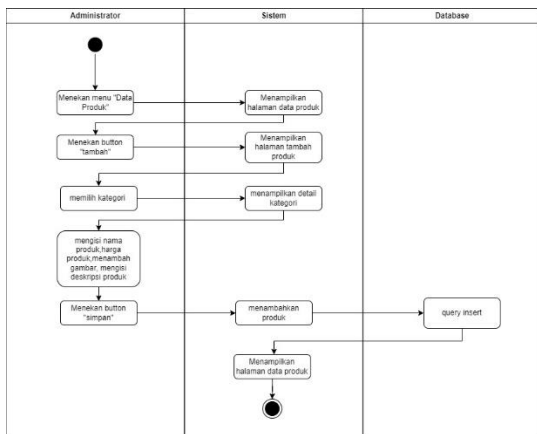 Administrator
Sistem
Database
Menekan menu "Data
Produk"
Menampilkan
halaman data produk
Menekan button
"tambah"
Menampilkan
halaman tambah
produk
memilih kategori
menampilkan detail
kategori
mengisi nama
produk,harga
produk,menambah
gambar, mengisi
deskripsi produk
Menekan button
"simpan"
menambahkan
produk
query insert
Menampilkan
halaman data produk